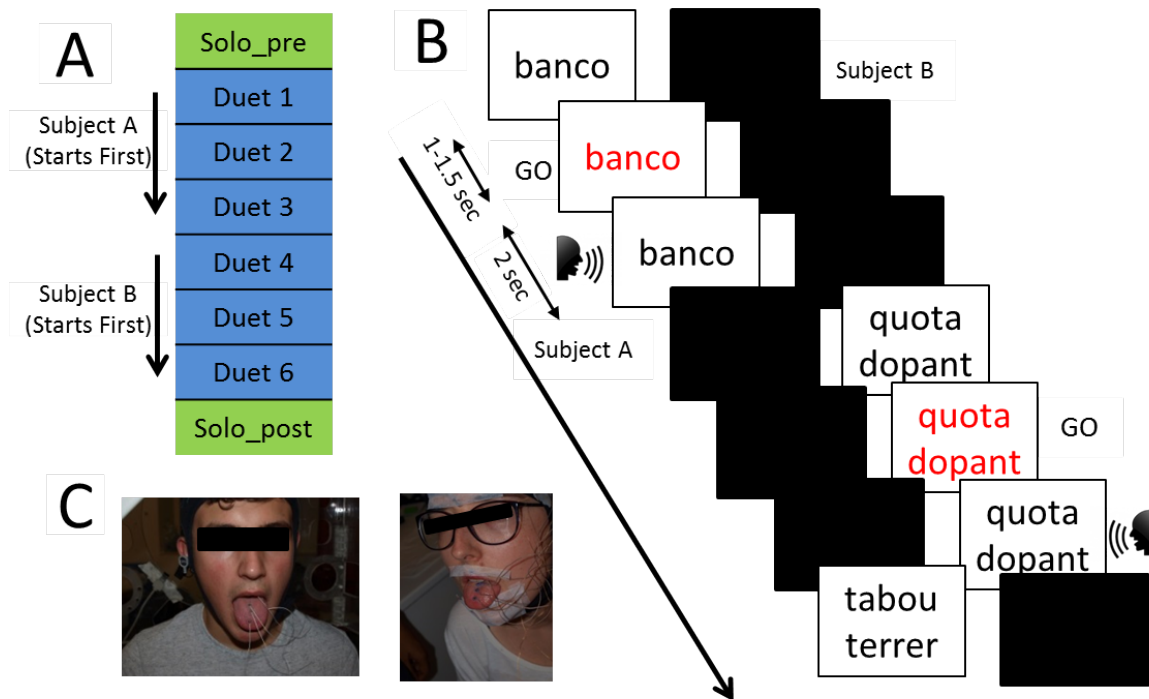 A
Solo_pre
Duet 1
Duet 2
Duet 3
Duet 4
Duet 5
Duet 6
Solo_post
Subject A
(Starts First)
Subject B
(Starts First)
B
banco
Subject B
1-1.5 sec
GO
banco
2 sec
banco
Subject A
quota
dopant
quota
dopant
GO
quota
dopant
tabou
terrer
C